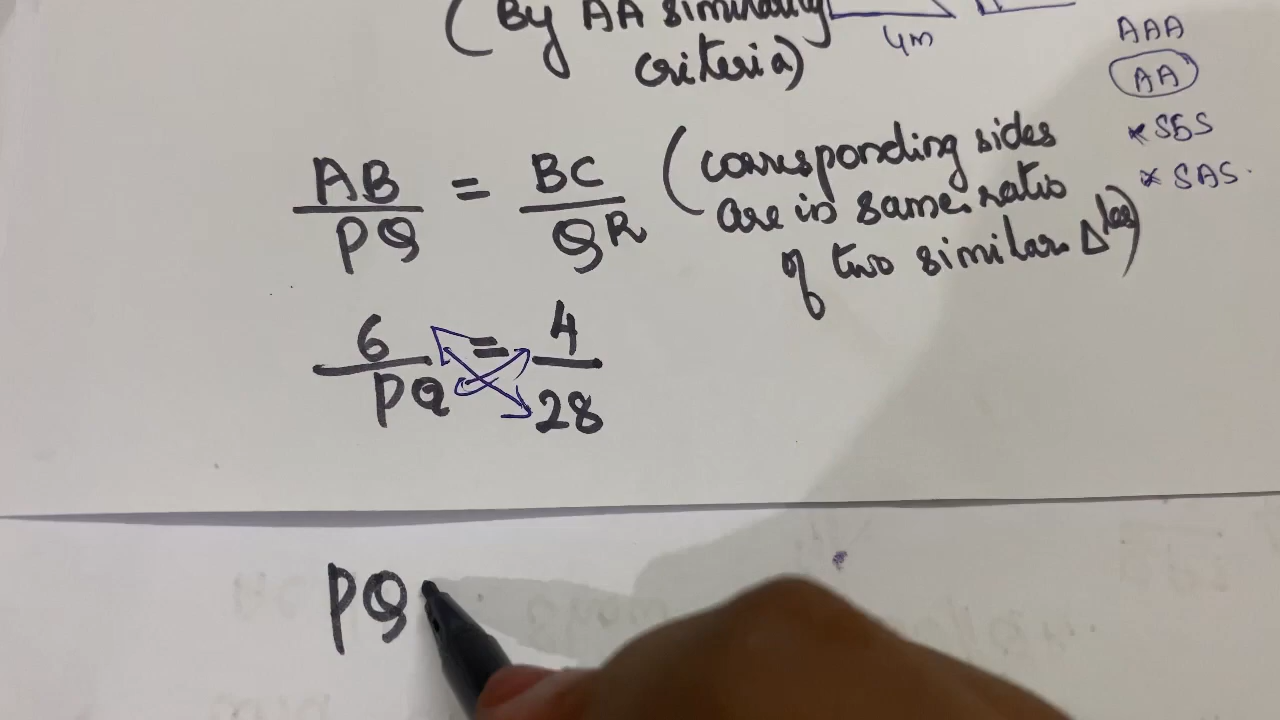 (By AA similarity
criteria)
4m
AAA
AA
* SSS
* SAS.
AB/PQ = BC/QR (corresponding sides
are in same ratio
of two similar Δles)
6/PQ = 4/28
PQ